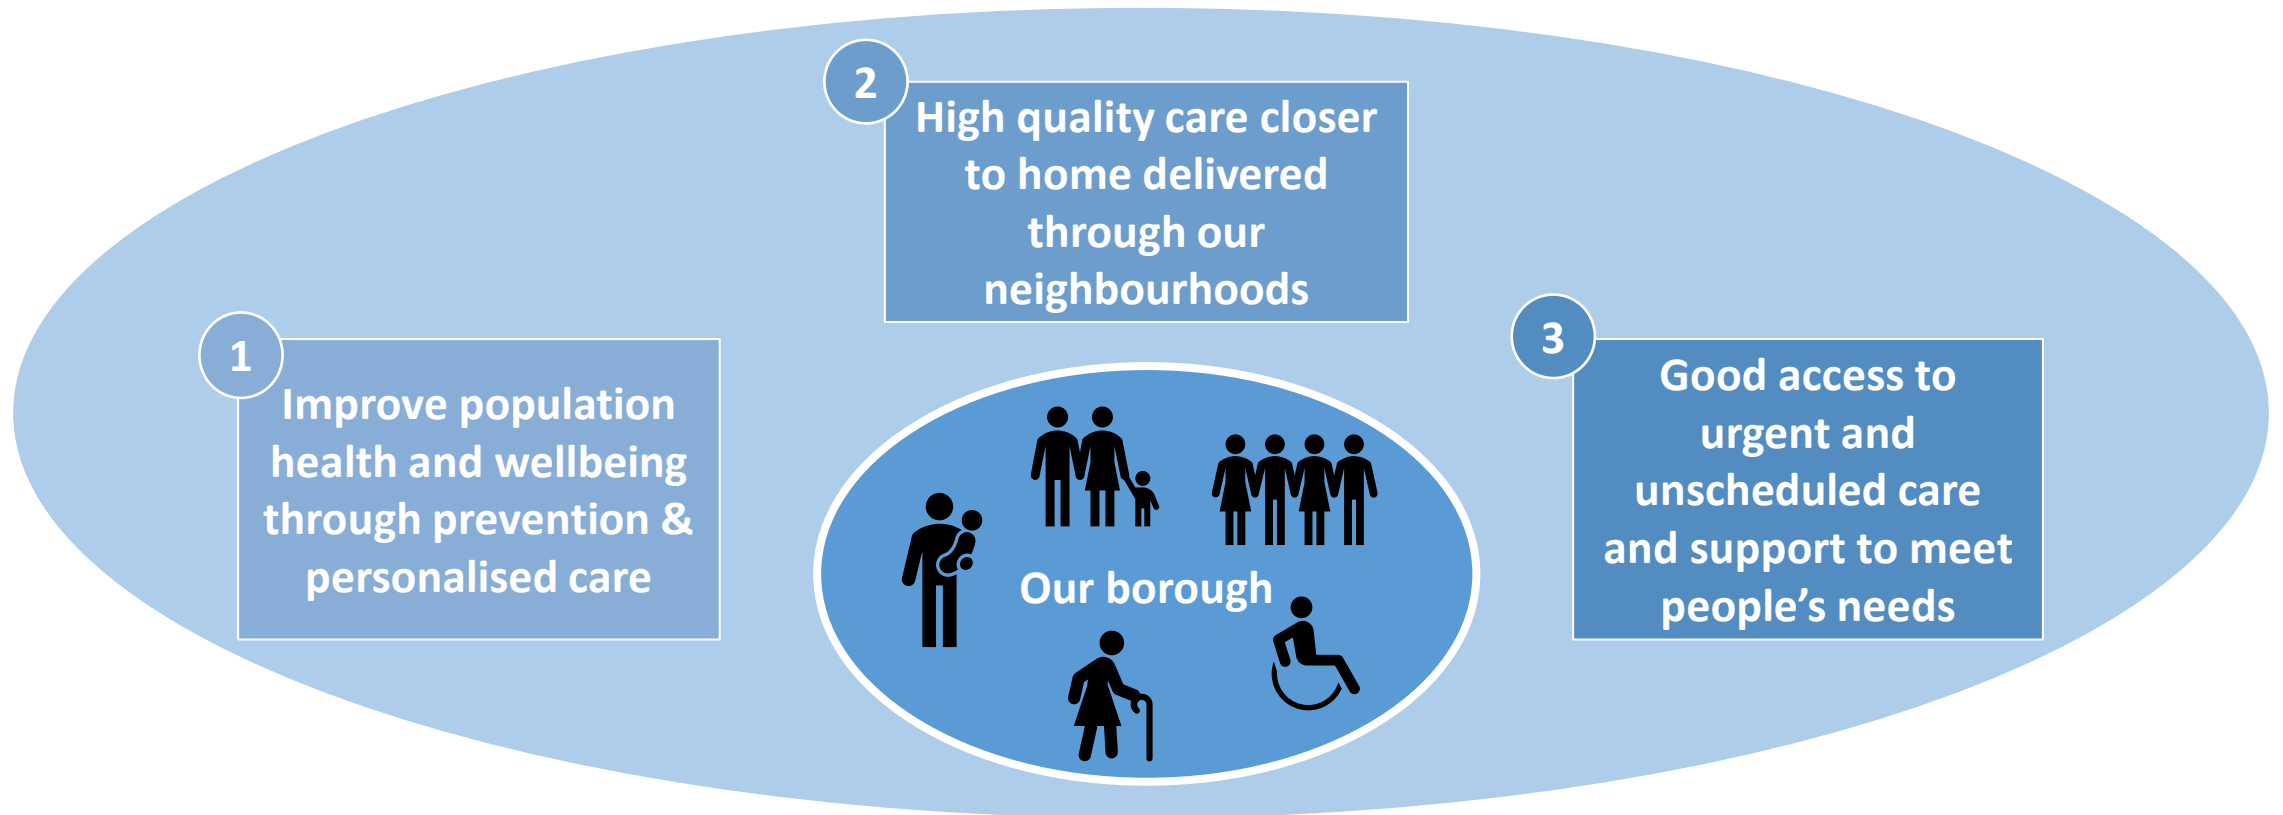 1
Improve population
health and wellbeing
through prevention &
personalised care
2
High quality care closer
to home delivered
through our
neighbourhoods
3
Good access to
urgent and
unscheduled care
and support to meet
people’s needs
Our borough